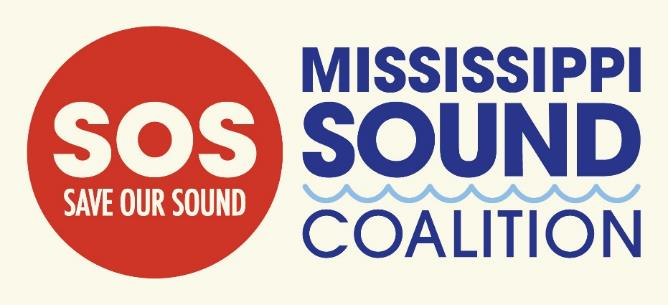 SOS
SAVE OUR SOUND
MISSISSIPPI
SOUND
COALITION